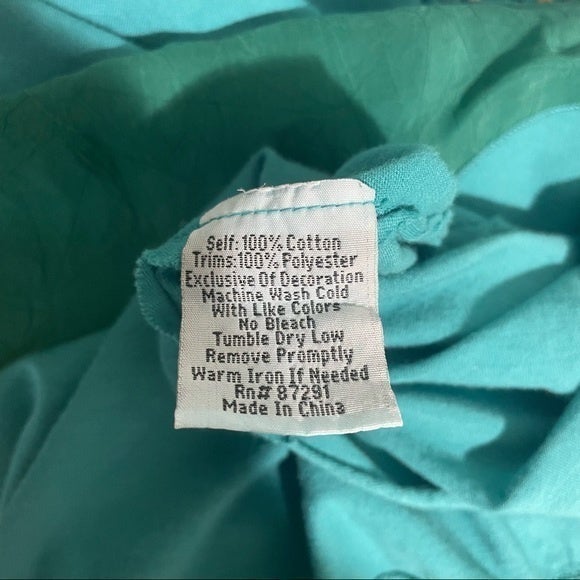 Self: 100% Cotton
Trims: 100% Polyester
Exclusive Of Decoration
Machine Wash Cold
With Like Colors
No Bleach
Tumble Dry Low
Remove Promptly
Warm Iron If Needed
Rn# 87291
Made In China